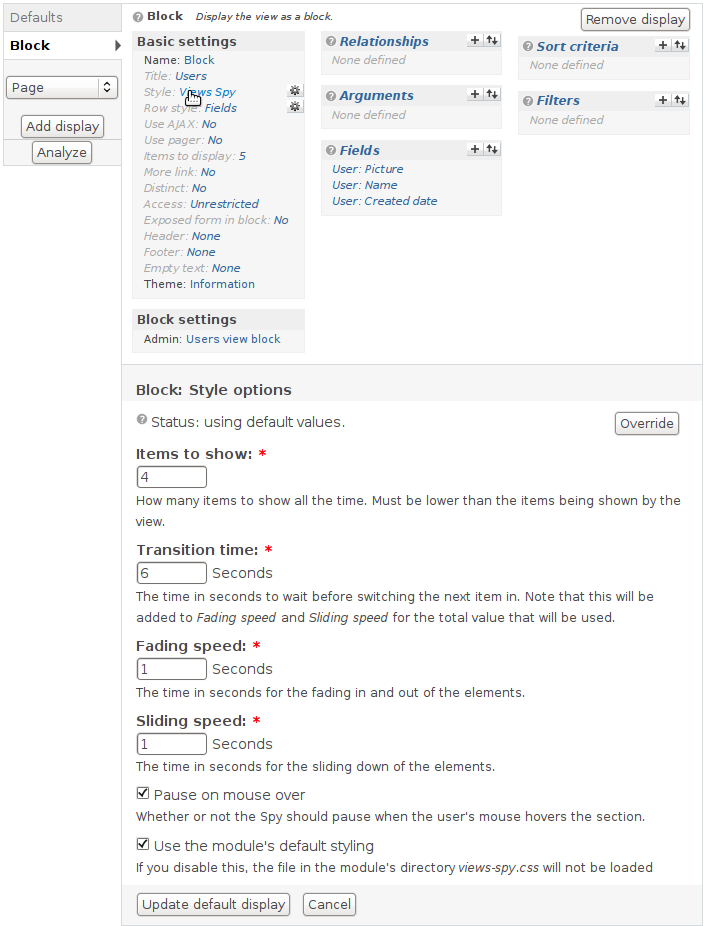 Defaults
Block
Page
Add display
Analyze
Block Display the view as a block.
Remove display
Basic settings
Name: Block
Title: Users
Style: Views Spy
Row style: Fields
Use AJAX: No
Use pager: No
Items to display: 5
More link: No
Distinct: No
Access: Unrestricted
Exposed form in block: No
Header: None
Footer: None
Empty text: None
Theme: Information
Block settings
Admin: Users view block
Relationships
None defined
Arguments
None defined
Fields
User: Picture
User: Name
User: Created date
Sort criteria
None defined
Filters
None defined
Block: Style options
Status: using default values.
Override
Items to show: *
4
How many items to show all the time. Must be lower than the items being shown by the
view.
Transition time: *
6 Seconds
The time in seconds to wait before switching the next item in. Note that this will be
added to Fading speed and Sliding speed for the total value that will be used.
Fading speed: *
1 Seconds
The time in seconds for the fading in and out of the elements.
Sliding speed: *
1 Seconds
The time in seconds for the sliding down of the elements.
Pause on mouse over
Whether or not the Spy should pause when the user's mouse hovers the section.
Use the module's default styling
If you disable this, the file in the module's directory views-spy.css will not be loaded
Update default display
Cancel